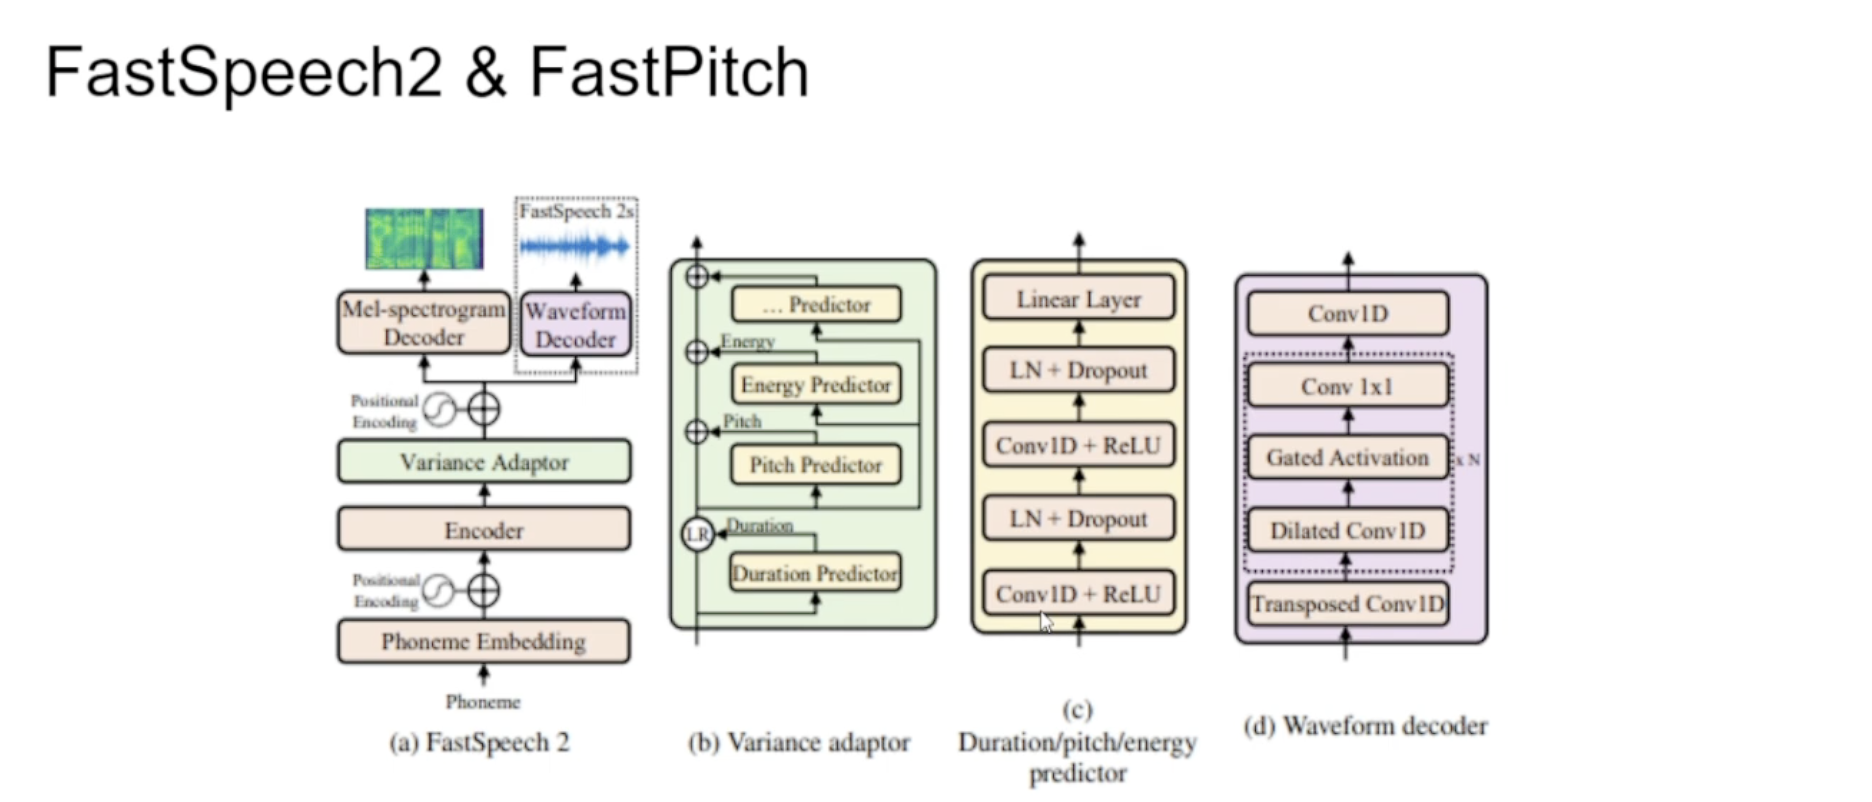 FastSpeech2 & FastPitch
FastSpeech 2s
Mel-spectrogram
Decoder
Waveform
Decoder
Positional
Encoding
Variance Adaptor
Encoder
Positional
Encoding
Phoneme Embedding
Phoneme
(a) FastSpeech 2
... Predictor
Energy
Energy Predictor
Pitch
Pitch Predictor
LR
Duration
Duration Predictor
(b) Variance adaptor
Linear Layer
LN + Dropout
Conv1D + ReLU
LN + Dropout
Conv1D + ReLU
(c)
Duration/pitch/energy
predictor
Conv1D
Conv 1x1
Gated Activation
x N
Dilated Conv1D
Transposed Conv1D
(d) Waveform decoder